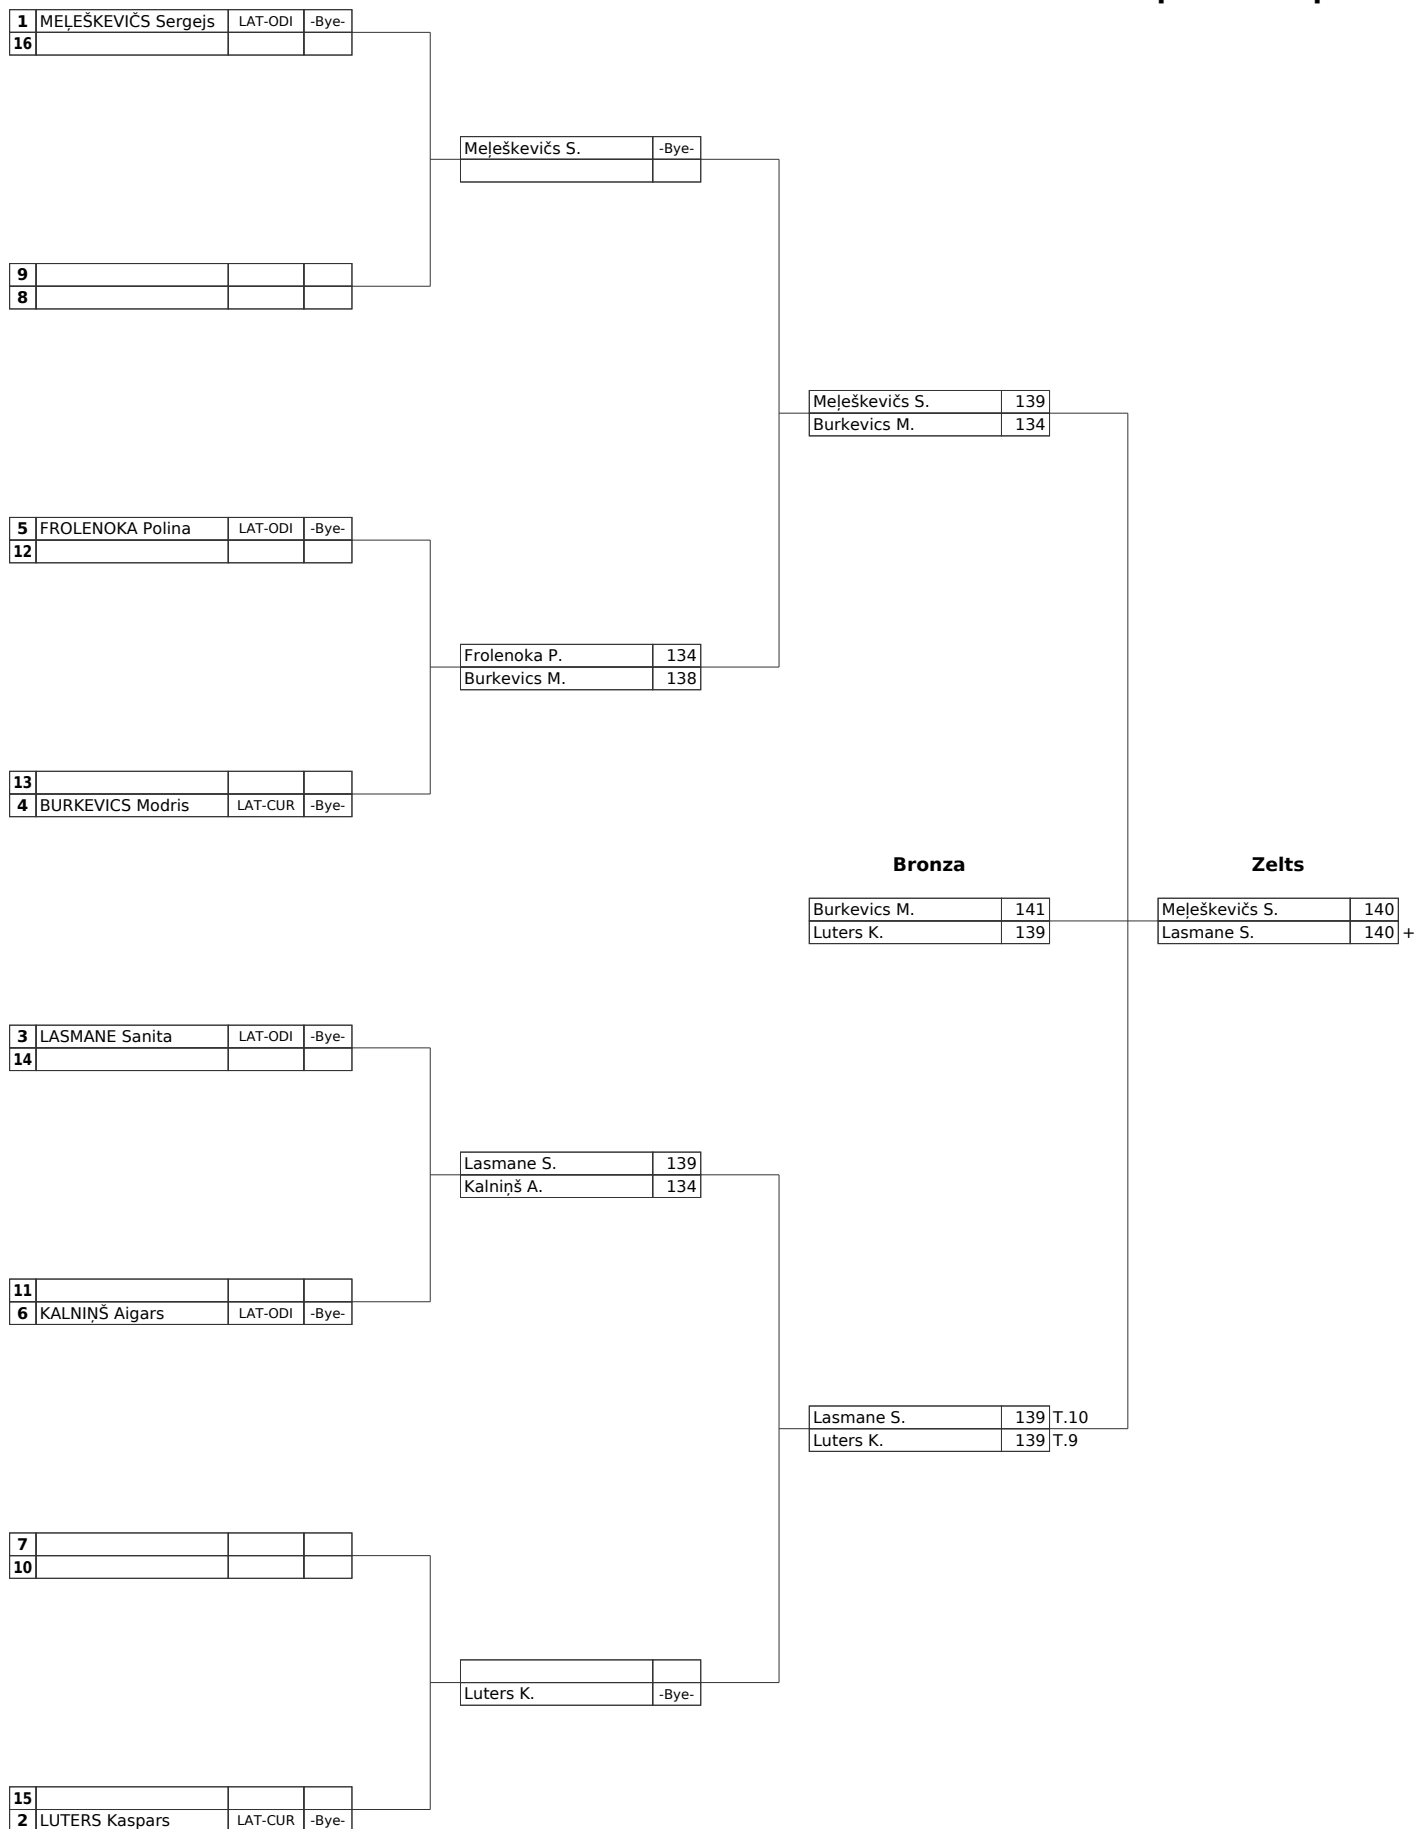 1 MEĻEŠKEVIČS Sergejs LAT-ODI -Bye-
16
Meļeškevičs S. -Bye-
9
8
Meļeškevičs S. 139
Burkevics M. 134
5 FROLENOKA Polina LAT-ODI -Bye-
12
Frolenoka P. 134
Burkevics M. 138
13
4 BURKEVICS Modris LAT-CUR -Bye-
Bronza
Burkevics M. 141
Luters K. 139
Zelts
Meļeškevičs S. 140
Lasmane S. 140 +
3 LASMANE Sanita LAT-ODI -Bye-
14
Lasmane S. 139
Kalniņš A. 134
11
6 KALNIŅŠ Aigars LAT-ODI -Bye-
Lasmane S. 139 T.10
Luters K. 139 T.9
7
10
Luters K. -Bye-
15
2 LUTERS Kaspars LAT-CUR -Bye-